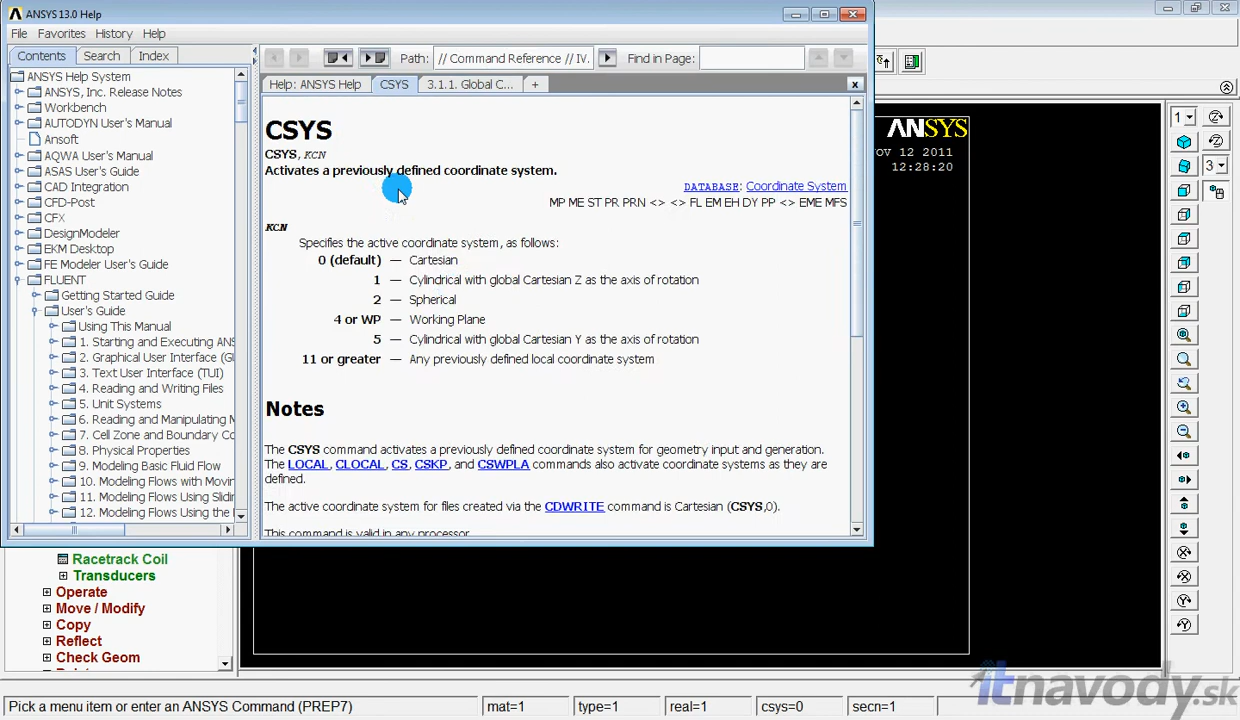 ANSYS 13.0 Help
File Favorites History Help
Contents Search Index
Path: // Command Reference // IV. Find in Page:
Help: ANSYS Help CSYS 3.1.1. Global C... +
ANSYS Help System
ANSYS, Inc. Release Notes
Workbench
AUTODYN User's Manual
Ansoft
AQWA User's Manual
ASAS User's Guide
CAD Integration
CFD-Post
CFX
DesignModeler
EKM Desktop
FE Modeler User's Guide
FLUENT
Getting Started Guide
User's Guide
Using This Manual
1. Starting and Executing ANS
2. Graphical User Interface (GI
3. Text User Interface (TUI)
4. Reading and Writing Files
5. Unit Systems
6. Reading and Manipulating M
7. Cell Zone and Boundary Co
8. Physical Properties
9. Modeling Basic Fluid Flow
10. Modeling Flows with Movin
11. Modeling Flows Using Slidin
12. Modeling Flows Using the
CSYS
CSYS, KCN
Activates a previously defined coordinate system.
DATABASE: Coordinate System
MP ME ST PR PRN <> <> FL EM EH DY PP <> EME MFS
KCN
Specifies the active coordinate system, as follows:
0 (default) — Cartesian
1 — Cylindrical with global Cartesian Z as the axis of rotation
2 — Spherical
4 or WP — Working Plane
5 — Cylindrical with global Cartesian Y as the axis of rotation
11 or greater — Any previously defined local coordinate system
Notes
The CSYS command activates a previously defined coordinate system for geometry input and generation.
The LOCAL, CLOCAL, CS, CSKP, and CSWPLA commands also activate coordinate systems as they are
defined.
The active coordinate system for files created via the CDWRITE command is Cartesian (CSYS,0).
This command is valid in any processor.
ANSYS
ov 12 2011
12:28:20
1
3
Racetrack Coil
Transducers
Operate
Move / Modify
Copy
Reflect
Check Geom
Pick a menu item or enter an ANSYS Command (PREP7) mat=1 type=1 real=1 csys=0 secn=1
itnavody.sk